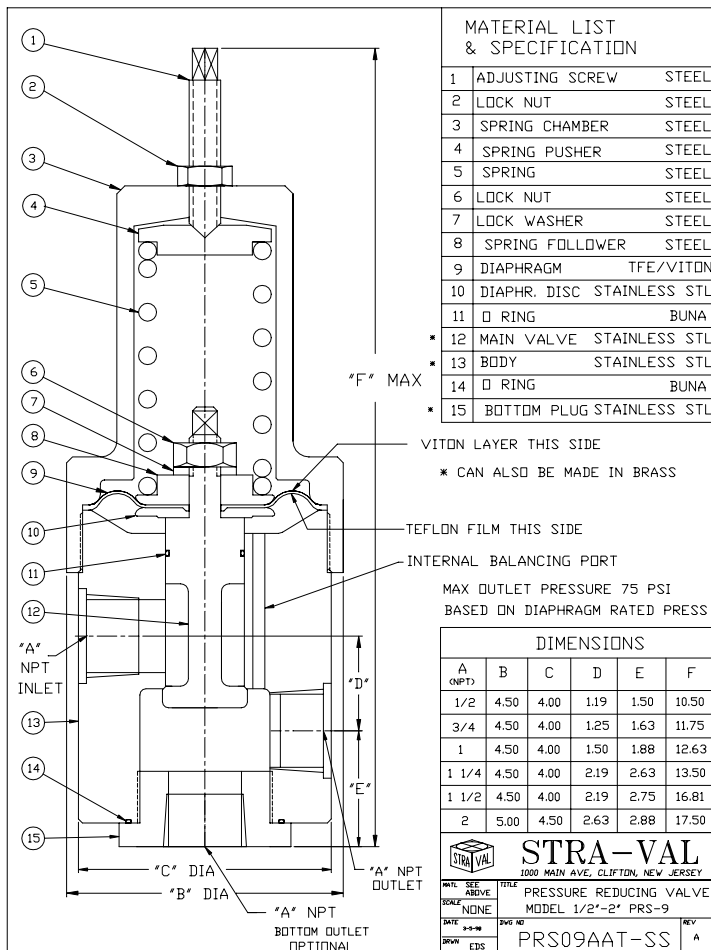 MATERIAL LIST
& SPECIFICATION
1 ADJUSTING SCREW STEEL
2 LOCK NUT STEEL
3 SPRING CHAMBER STEEL
4 SPRING PUSHER STEEL
5 SPRING STEEL
6 LOCK NUT STEEL
7 LOCK WASHER STEEL
8 SPRING FOLLOWER STEEL
9 DIAPHRAGM TFE/VITON
10 DIAPHR. DISC STAINLESS STL
11 O RING BUNA
* 12 MAIN VALVE STAINLESS STL
* 13 BODY STAINLESS STL
14 O RING BUNA
* 15 BOTTOM PLUG STAINLESS STL
1
2
3
4
5
6
7
8
9
10
11
12
"A"
NPT
INLET
13
14
15
"F" MAX
VITON LAYER THIS SIDE
* CAN ALSO BE MADE IN BRASS
TEFLON FILM THIS SIDE
INTERNAL BALANCING PORT
MAX OUTLET PRESSURE 75 PSI
BASED ON DIAPHRAGM RATED PRESS
"D"
"E"
"C" DIA
"B" DIA
"A" NPT
OUTLET
"A" NPT
BOTTOM OUTLET
OPTIONAL
DIMENSIONS
A (NPT) B C D E F
1/2 4.50 4.00 1.19 1.50 10.50
3/4 4.50 4.00 1.25 1.63 11.75
1 4.50 4.00 1.50 1.88 12.63
1 1/4 4.50 4.00 2.19 2.63 13.50
1 1/2 4.50 4.00 2.19 2.75 16.81
2 5.00 4.50 2.63 2.88 17.50
STRA VAL
STRA-VAL
1000 MAIN AVE, CLIFTON, NEW JERSEY
MATL SEE ABOVE
TITLE PRESSURE REDUCING VALVE
SCALE NONE
MODEL 1/2"-2" PRS-9
DATE 3-5-98
DWG NO PRS09AAT-SS
REV A
DRWN EDS